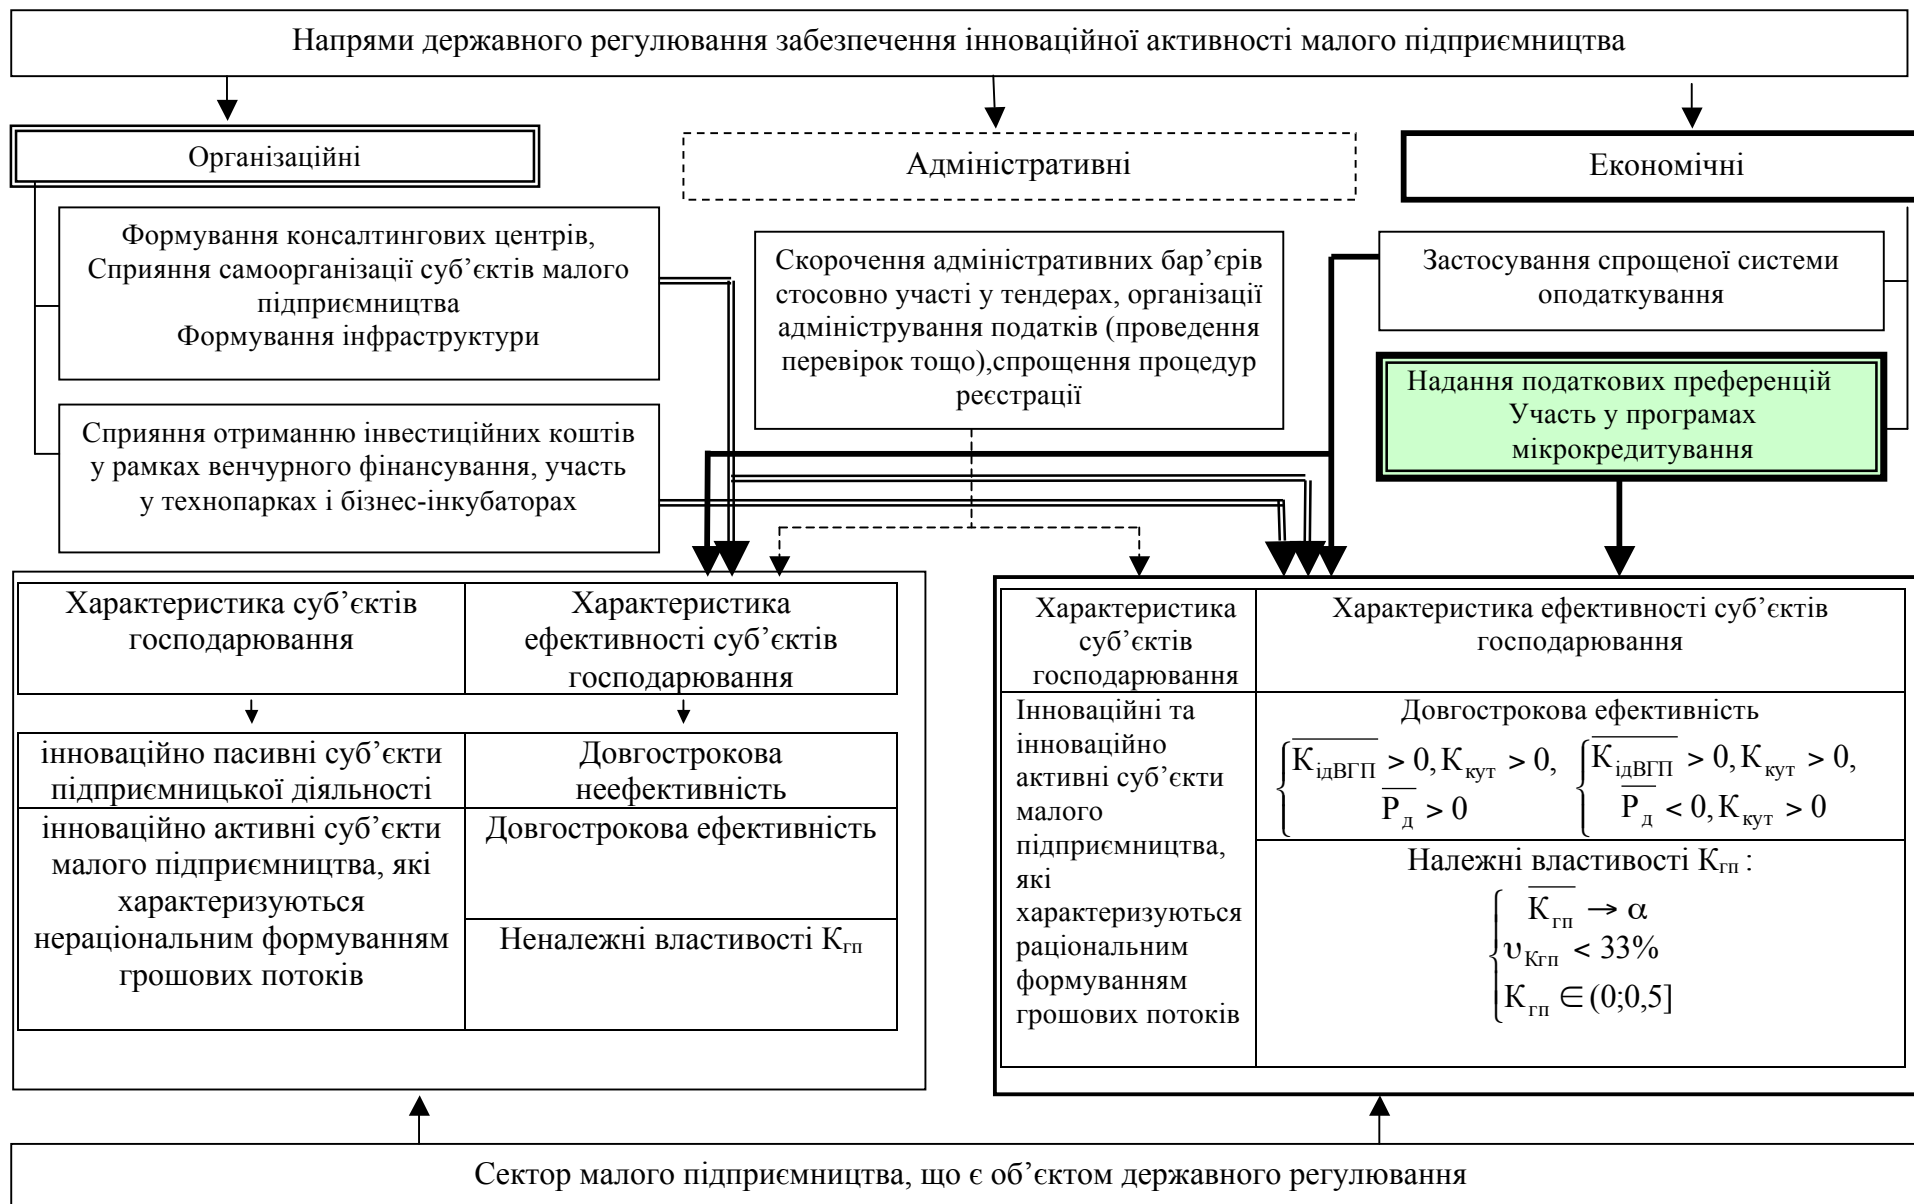 Напрями державного регулювання забезпечення інноваційної активності малого підприємництва
Організаційні
Адміністративні
Економічні
Формування консалтингових центрів,
Сприяння самоорганізації суб’єктів малого
підприємництва
Формування інфраструктури
Скорочення адміністративних бар’єрів
стосовно участі у тендерах, організації
адміністрування податків (проведення
перевірок тощо),спрощення процедур
реєстрації
Застосування спрощеної системи
оподаткування
Надання податкових преференцій
Участь у програмах
мікрокредитування
Сприяння отриманню інвестиційних коштів
у рамках венчурного фінансування, участь
у технопарках і бізнес-інкубаторах
Характеристика суб’єктів
господарювання
Характеристика
ефективності суб’єктів
господарювання
інноваційно пасивні суб’єкти
підприємницької діяльності
Довгострокова
неефективність
інноваційно активні суб’єкти
малого підприємництва, які
характеризуються
нераціональним формуванням
грошових потоків
Довгострокова ефективність
Неналежні властивості Кгп
Характеристика
суб’єктів
господарювання
Характеристика ефективності суб’єктів
господарювання
Інноваційні та
інноваційно
активні суб’єкти
малого
підприємництва,
які
характеризуються
раціональним
формуванням
грошових потоків
Довгострокова ефективність
КідВГП > 0, Ккут > 0,
Рд > 0
КідВГП > 0, Ккут > 0,
Рд < 0, Ккут > 0
Належні властивості Кгп :
Кгп → α
υКгп < 33%
Кгп ∈ (0;0,5]
Сектор малого підприємництва, що є об’єктом державного регулювання